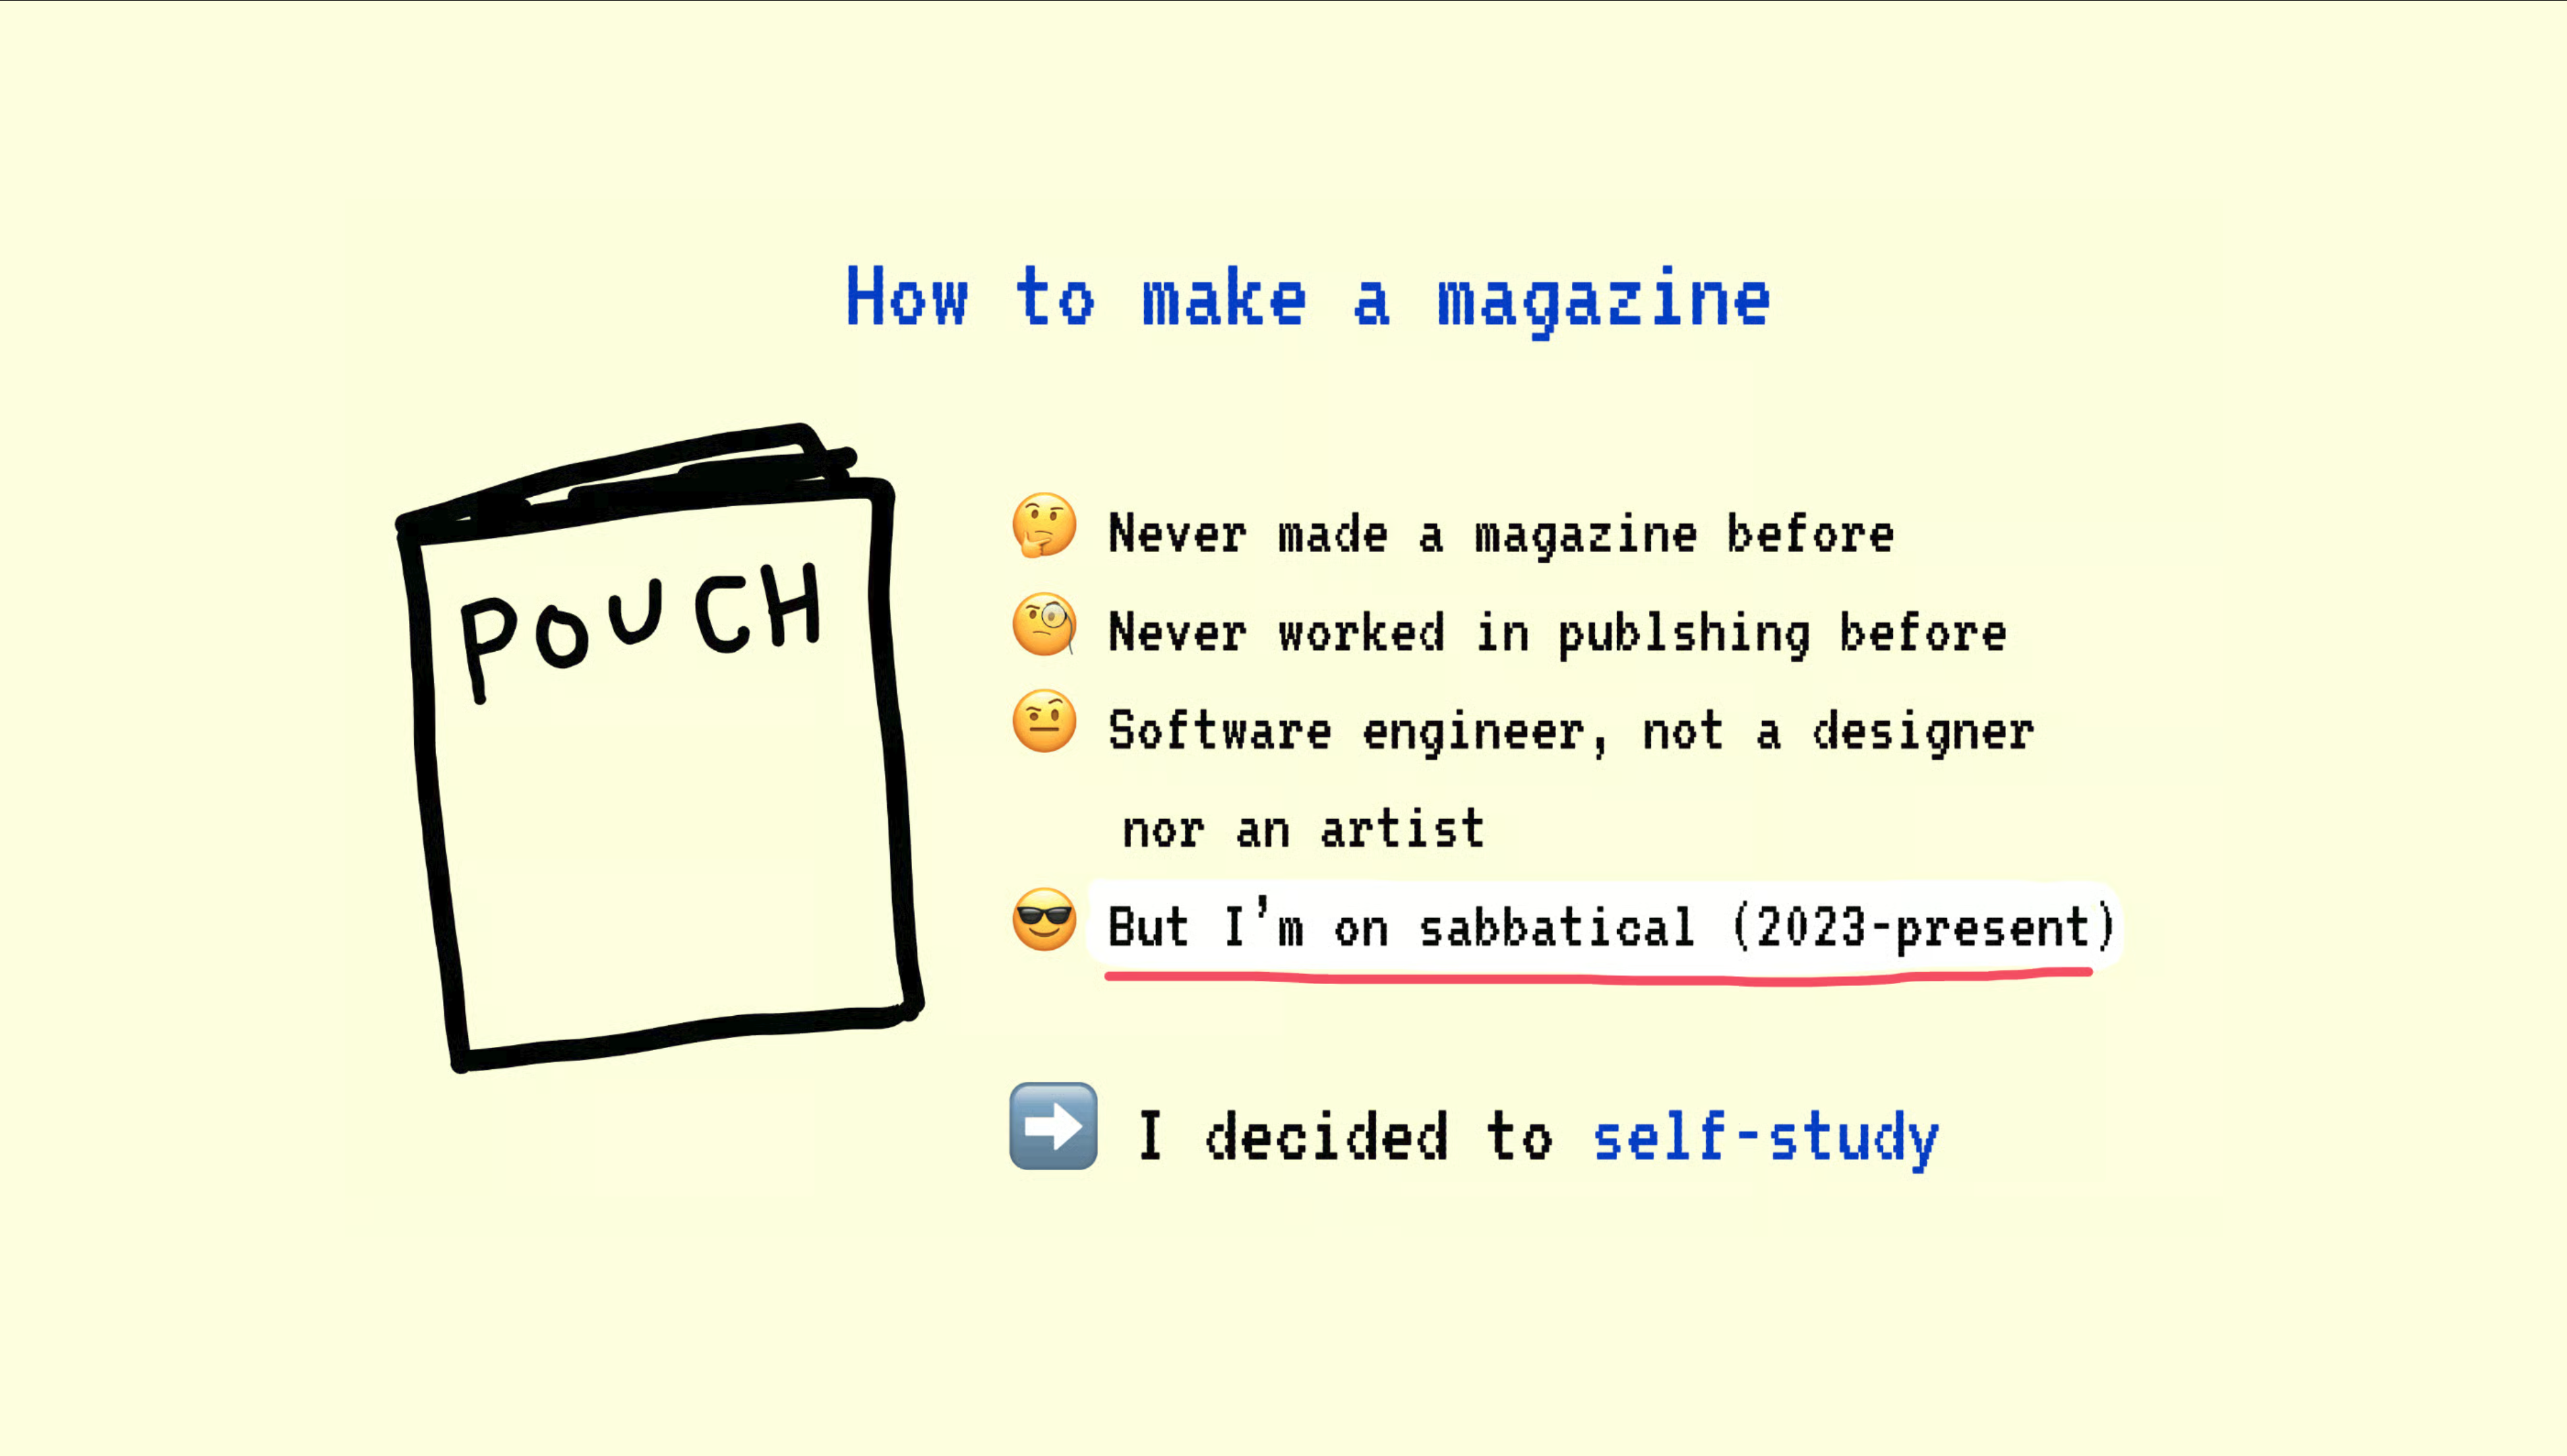 How to make a magazine
POUCH
🤔 Never made a magazine before
🧐 Never worked in publshing before
🤨 Software engineer, not a designer
nor an artist
😎 But I'm on sabbatical (2023-present)
➡️ I decided to self-study